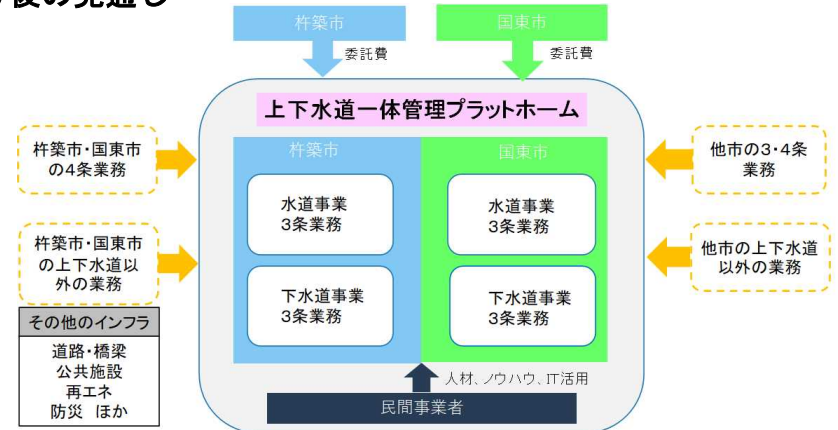 後の見通し
杵築市
国東市
委託費
委託費
上下水道一体管理プラットホーム
杵築市
国東市
杵築市・国東市
の4条業務
他市の3・4条
業務
水道事業
3条業務
水道事業
3条業務
杵築市・国東市
の上下水道以
外の業務
他市の上下水道
以外の業務
下水道事業
3条業務
下水道事業
3条業務
その他のインフラ
道路・橋梁
公共施設
再エネ
防災 ほか
人材、ノウハウ、IT活用
民間事業者